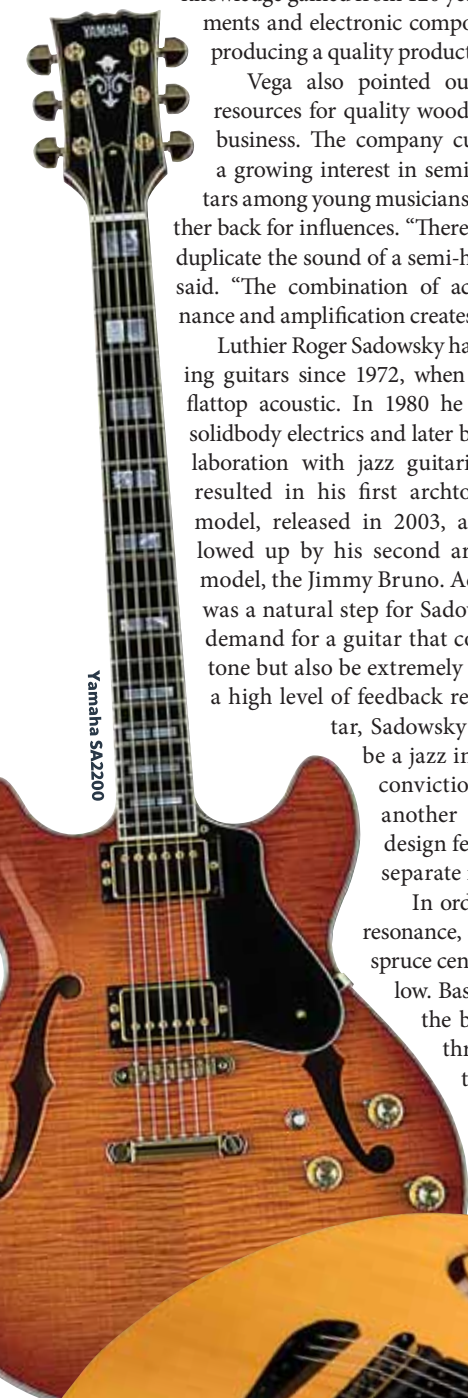 YAMAHA
ments and electronic compo
producing a quality product
Vega also pointed ou
resources for quality wood
business. The company cu
a growing interest in semi
tars among young musicians
ther back for influences. “There
duplicate the sound of a semi-h
said. “The combination of ac
nance and amplification creates
Luthier Roger Sadowsky ha
ing guitars since 1972, when
flattop acoustic. In 1980 he
solidbody electrics and later b
laboration with jazz guitari
resulted in his first archto
model, released in 2003, a
lowed up by his second ar
model, the Jimmy Bruno. Ac
was a natural step for Sadow
demand for a guitar that co
tone but also be extremely
a high level of feedback re
tar, Sadowsky
be a jazz in
conviction
another
design fe
separate
In ord
resonance,
spruce cen
low. Bas
the b
thr
t
Yamaha SA2200